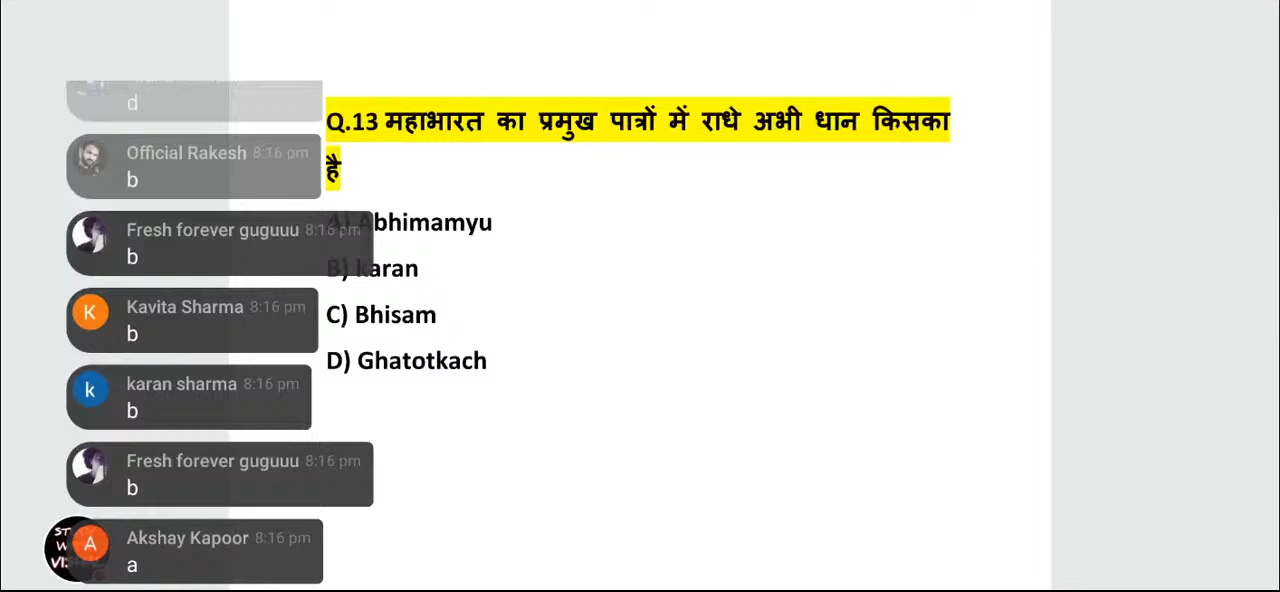 d
Official Rakesh 8:16 pm
b
Fresh forever guguuu 8:16 pm
b
Kavita Sharma 8:16 pm
b
karan sharma 8:16 pm
b
Fresh forever guguuu 8:16 pm
b
Akshay Kapoor 8:16 pm
a
Q.13 महाभारत का प्रमुख पात्रों में राधे अभी धान किसका
है
A) Abhimamyu
B) karan
C) Bhisam
D) Ghatotkach